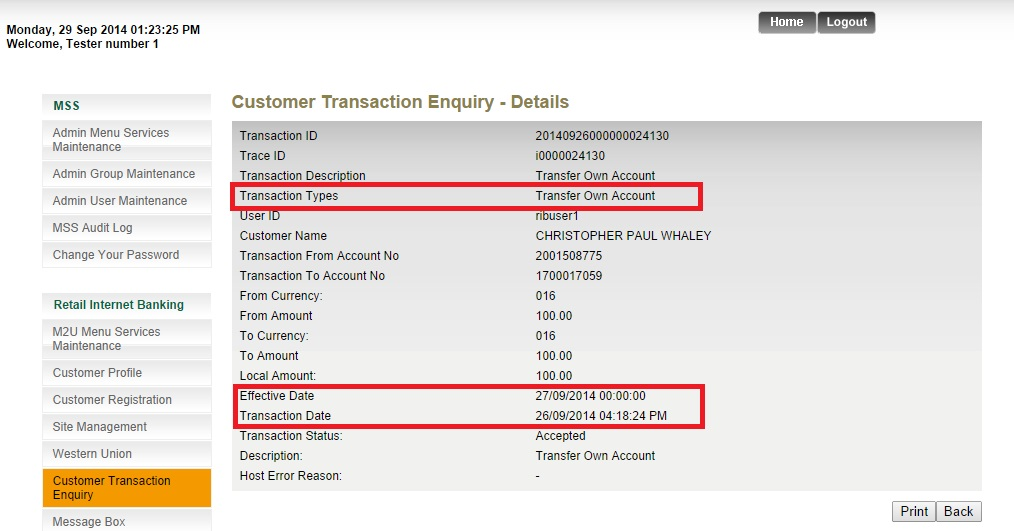 Monday, 29 Sep 2014 01:23:25 PM
Welcome, Tester number 1
Home Logout
MSS
Admin Menu Services
Maintenance
Admin Group Maintenance
Admin User Maintenance
MSS Audit Log
Change Your Password
Retail Internet Banking
M2U Menu Services
Maintenance
Customer Profile
Customer Registration
Site Management
Western Union
Customer Transaction
Enquiry
Message Box
Customer Transaction Enquiry - Details
Transaction ID 20140926000000024130
Trace ID i0000024130
Transaction Description Transfer Own Account
Transaction Types Transfer Own Account
User ID ribuser1
Customer Name CHRISTOPHER PAUL WHALEY
Transaction From Account No 2001508775
Transaction To Account No 1700017059
From Currency: 016
From Amount 100.00
To Currency: 016
To Amount 100.00
Local Amount: 100.00
Effective Date 27/09/2014 00:00:00
Transaction Date 26/09/2014 04:18:24 PM
Transaction Status: Accepted
Description: Transfer Own Account
Host Error Reason: -
Print Back